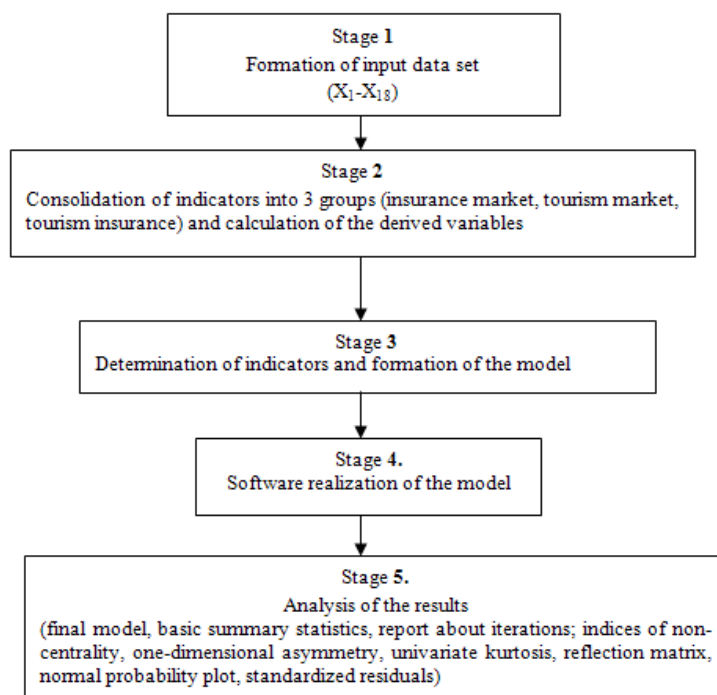 Stage 1
Formation of input data set
(X1-X18)
Stage 2
Consolidation of indicators into 3 groups (insurance market, tourism market,
tourism insurance) and calculation of the derived variables
Stage 3
Determination of indicators and formation of the model
Stage 4.
Software realization of the model
Stage 5.
Analysis of the results
(final model, basic summary statistics, report about iterations; indices of non-
centrality, one-dimensional asymmetry, univariate kurtosis, reflection matrix,
normal probability plot, standardized residuals)